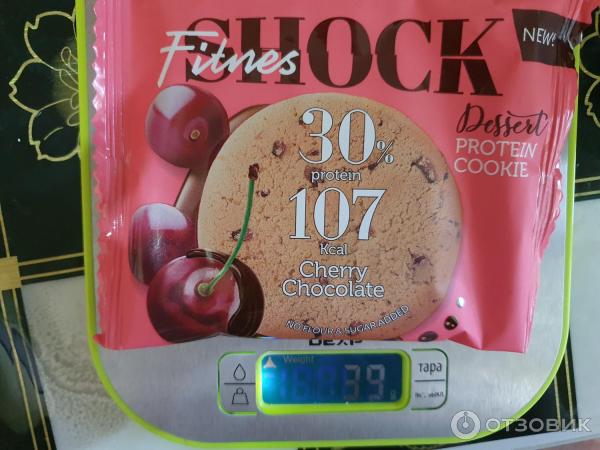 SHOCK
Fitnes
NEW!
Dessert
PROTEIN
COOKIE
30%
protein
107
Kcal
Cherry
Chocolate
NO FLOUR & SUGAR ADDED
DEXP
Weight
39
g
тара
ОТЗОВИК